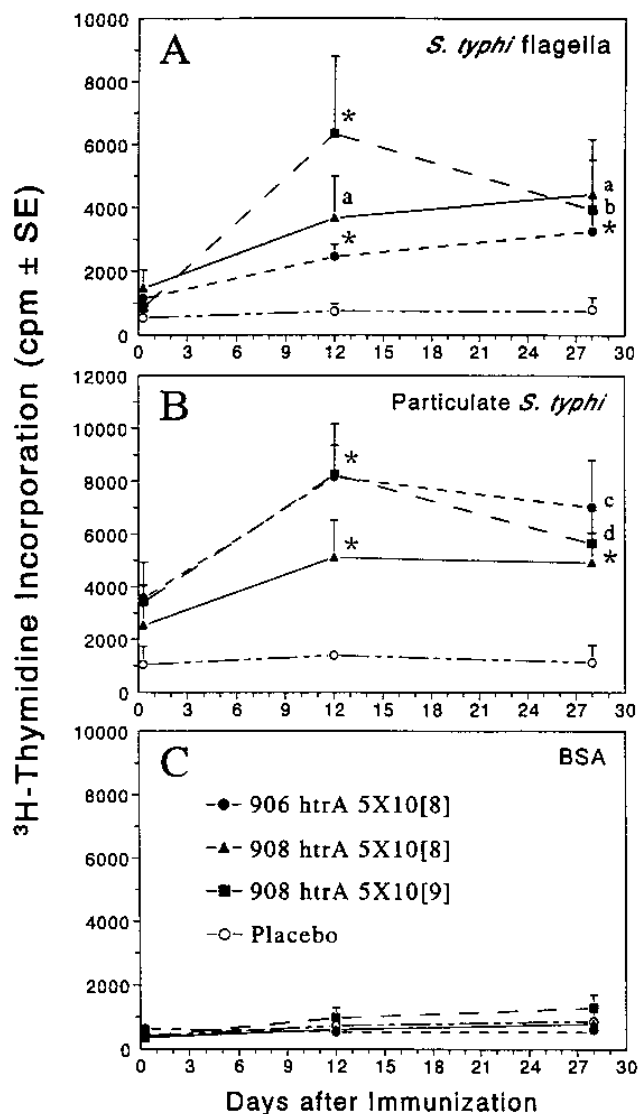 ³H-Thymidine Incorporation (cpm ± SE)
A
S. typhi flagella
10000
8000
6000
4000
2000
0
*
a
*
a
b
*
0 3 6 9 12 15 18 21 24 27 30
B
Particulate S. typhi
12000
10000
8000
6000
4000
2000
0
*
*
c
d
*
0 3 6 9 12 15 18 21 24 27 30
C
BSA
10000
8000
6000
4000
2000
0
906 htrA 5X10[8]
908 htrA 5X10[8]
908 htrA 5X10[9]
Placebo
0 3 6 9 12 15 18 21 24 27 30
Days after Immunization